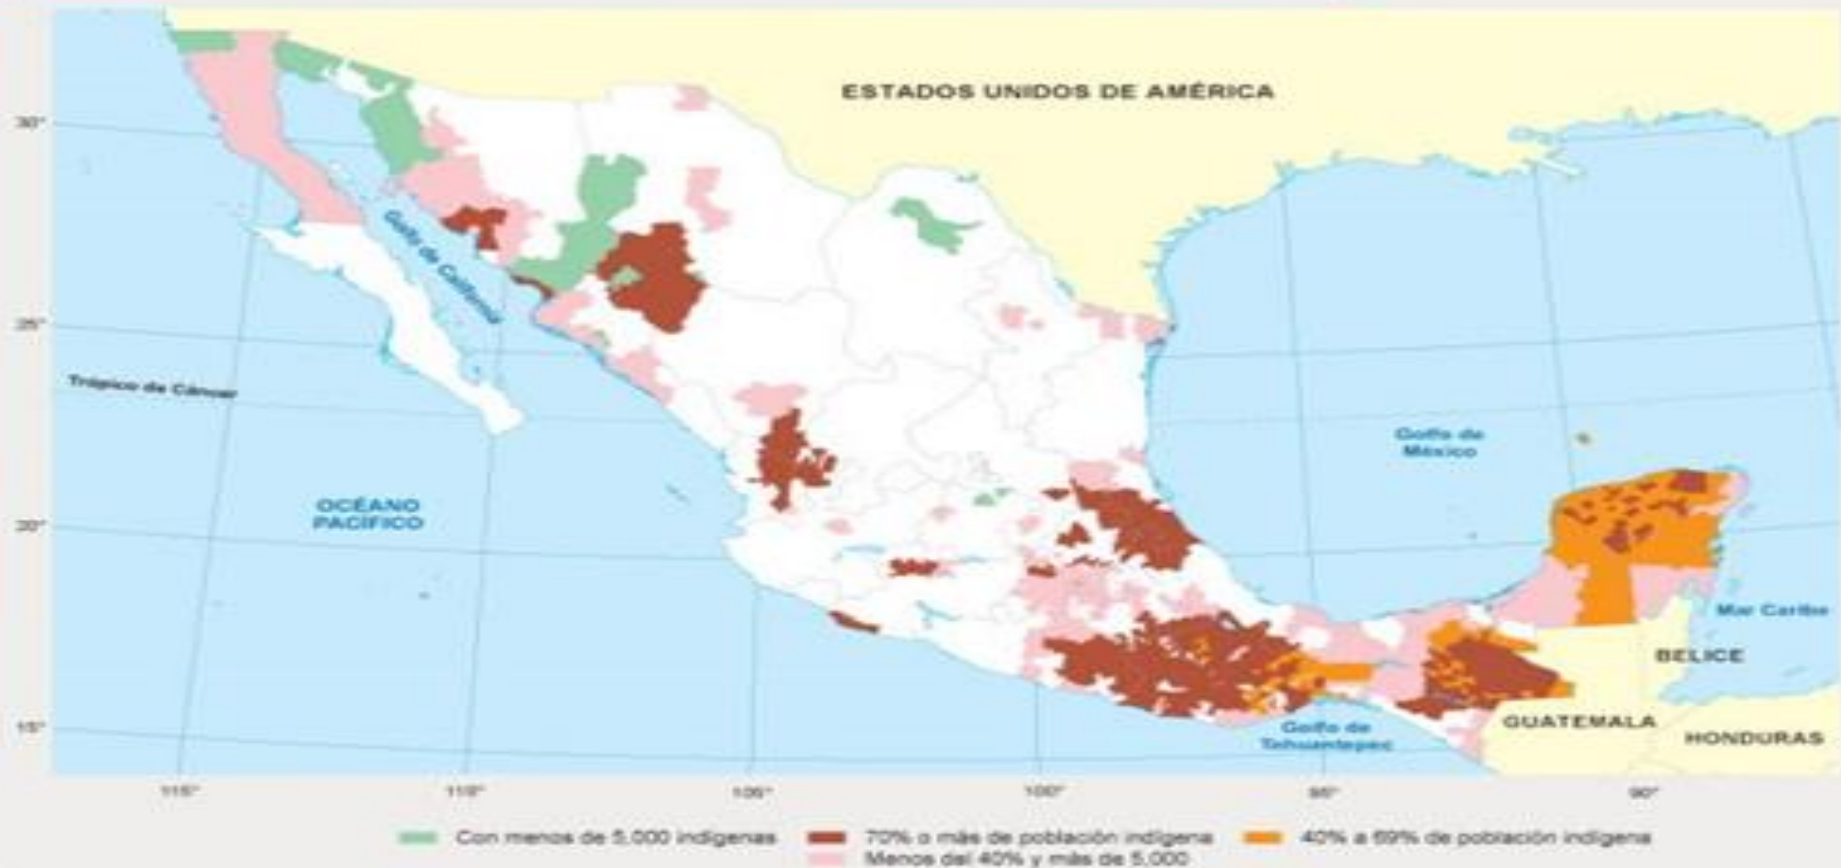 ESTADOS UNIDOS DE AMÉRICA
30°
Golfo de California
25°
Trópico de Cáncer
Golfo de
México
OCÉANO
PACÍFICO
20°
Mar Caribe
BELICE
GUATEMALA
HONDURAS
15°
Golfo de
Tehuantepec
115°
110°
105°
100°
95°
90°
Con menos de 5,000 indígenas
70% o más de población indígena
40% a 69% de población indígena
Menos del 40% y más de 5,000